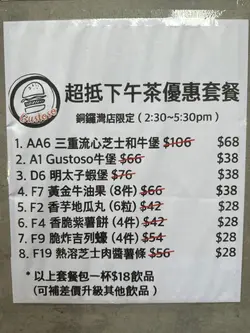 Gustoso
超抵下午茶優惠套餐
銅鑼灣店限定 ( 2:30~5:30pm )
1. AA6 三重流心芝士和牛堡 $106 $68
2. A1 Gustoso牛堡 $66 $38
3. D6 明太子蝦堡 $76 $38
4. F7 黃金牛油果 (8件) $66 $38
5. F2 香芋地瓜丸 (6粒) $42 $28
6. F4 香脆紫薯餅 (4件) $42 $28
7. F9 脆炸吉列蠔 (4件) $54 $28
8. F19 熱溶芝士肉醬薯條 $56 $28
* 以上套餐包一杯$18飲品
(可補差價升級其他飲品 )